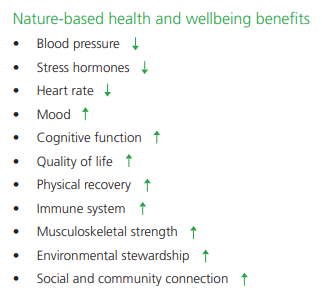 Nature-based health and wellbeing benefits
• Blood pressure ↓
• Stress hormones ↓
• Heart rate ↓
• Mood ↑
• Cognitive function ↑
• Quality of life ↑
• Physical recovery ↑
• Immune system ↑
• Musculoskeletal strength ↑
• Environmental stewardship ↑
• Social and community connection ↑